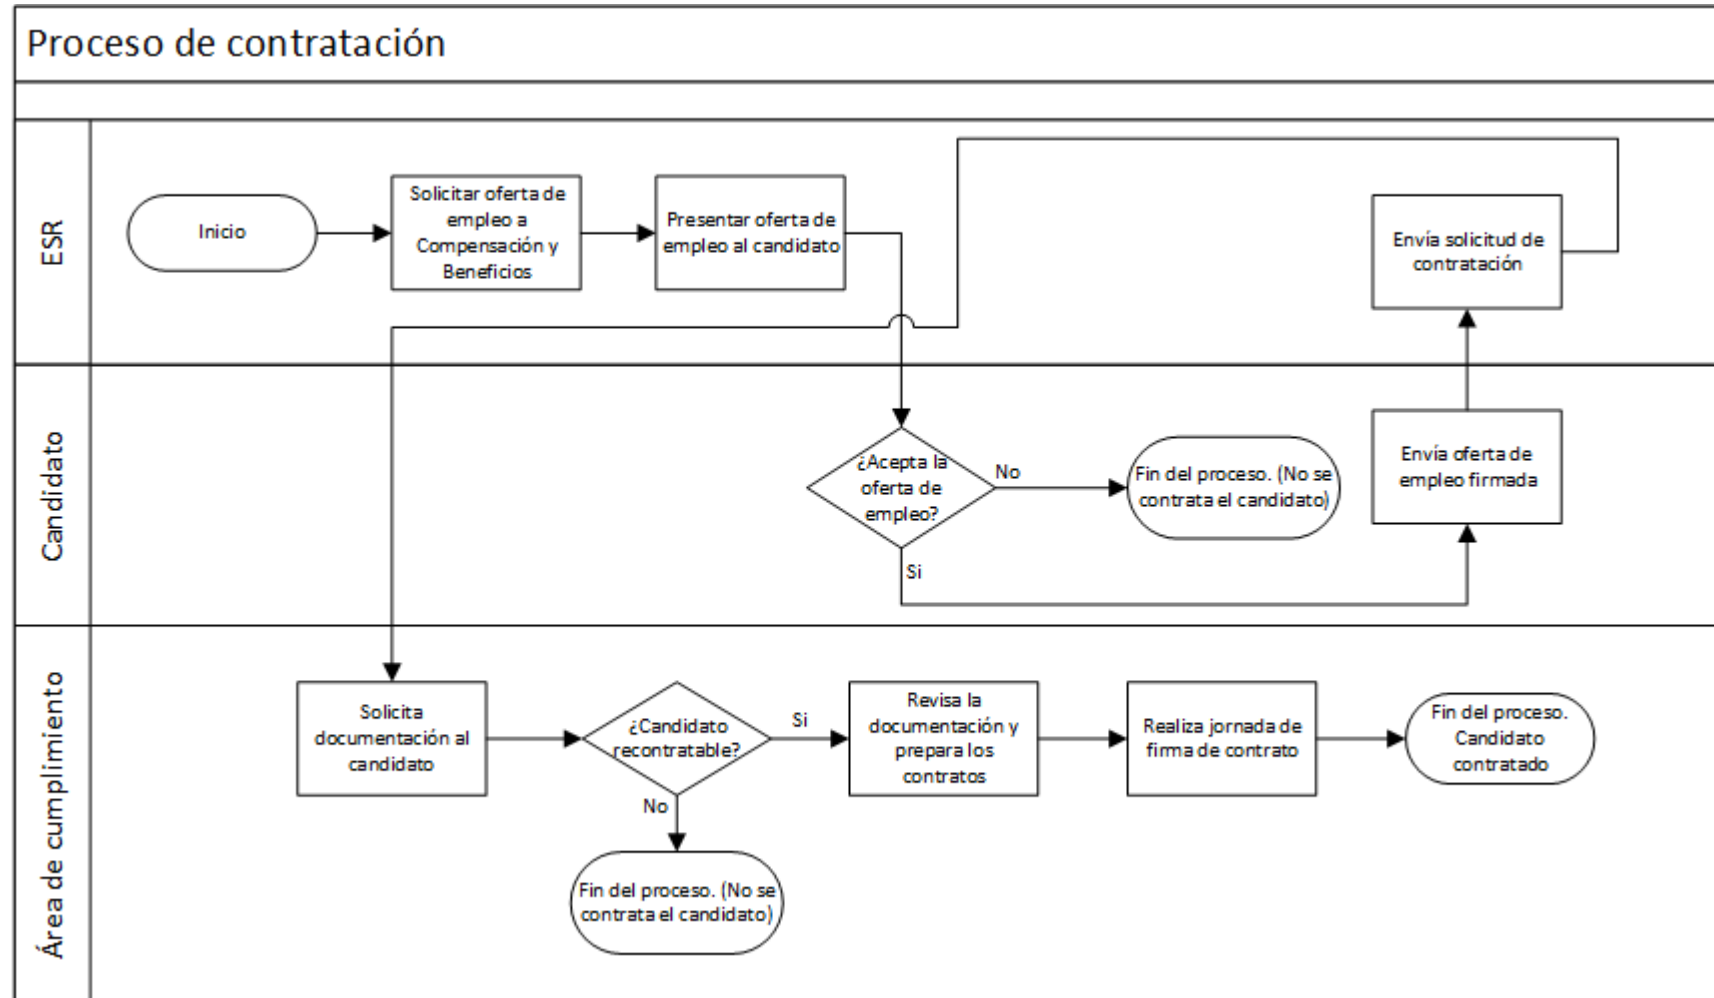 Proceso de contratación
ESR
Inicio
Solicitar oferta de
empleo a
Compensación y
Beneficios
Presentar oferta de
empleo al candidato
Envía solicitud de
contratación
Candidato
¿Acepta la
oferta de
empleo?
No
Si
Fin del proceso. (No se
contrata el candidato)
Envía oferta de
empleo firmada
Área de cumplimiento
Solicita
documentación al
candidato
¿Candidato
recontratable?
Si
No
Revisa la
documentación y
prepara los
contratos
Realiza jornada de
firma de contrato
Fin del proceso.
Candidato
contratado
Fin del proceso. (No se
contrata el candidato)